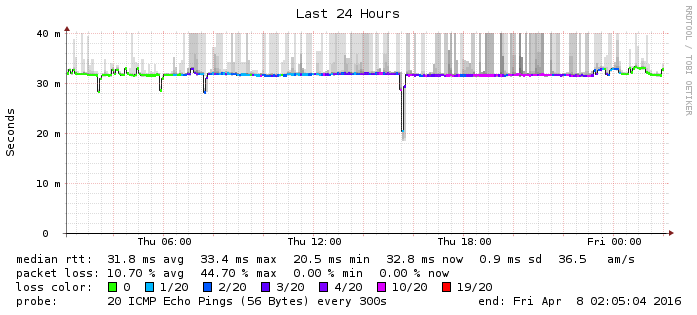 Last 24 Hours
RRDTOOL / TOBI OETIKER
Seconds
40 m
30 m
20 m
10 m
0
Thu 06:00 Thu 12:00 Thu 18:00 Fri 00:00
median rtt: 31.8 ms avg 33.4 ms max 20.5 ms min 32.8 ms now 0.9 ms sd 36.5 am/s
packet loss: 10.70 % avg 44.70 % max 0.00 % min 0.00 % now
loss color: 0 1/20 2/20 3/20 4/20 10/20 19/20
probe: 20 ICMP Echo Pings (56 Bytes) every 300s end: Fri Apr 8 02:05:04 2016